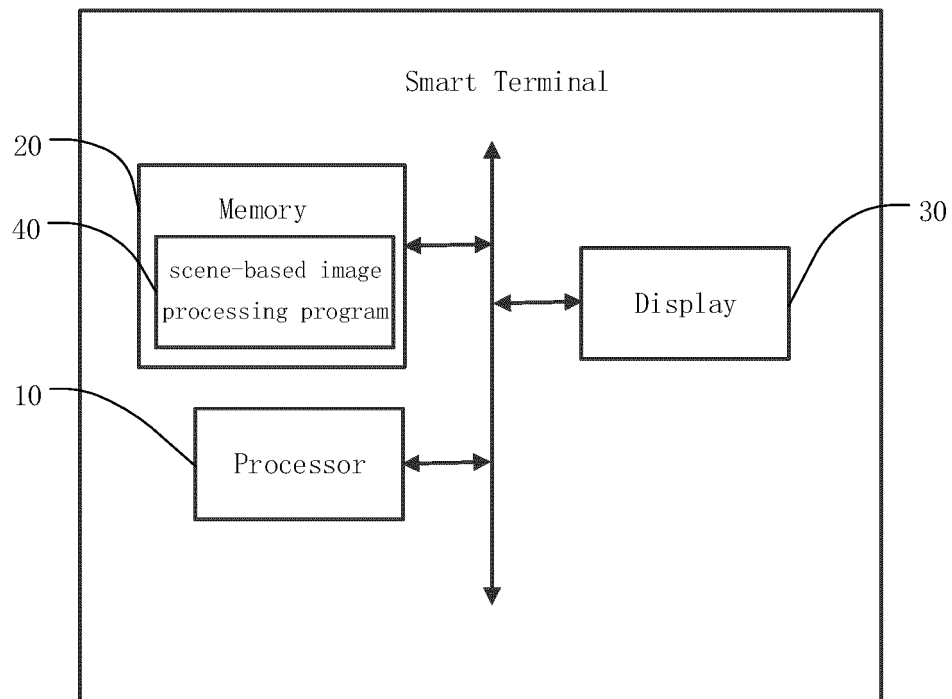 Smart Terminal
20
Memory
40
scene-based image
processing program
30
Display
10
Processor